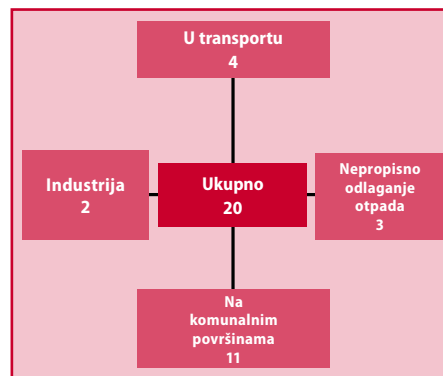 U transportu
4
Industrija
2
Ukupno
20
Nepropisno
odlaganje
otpada
3
Na
komunalnim
površinama
11